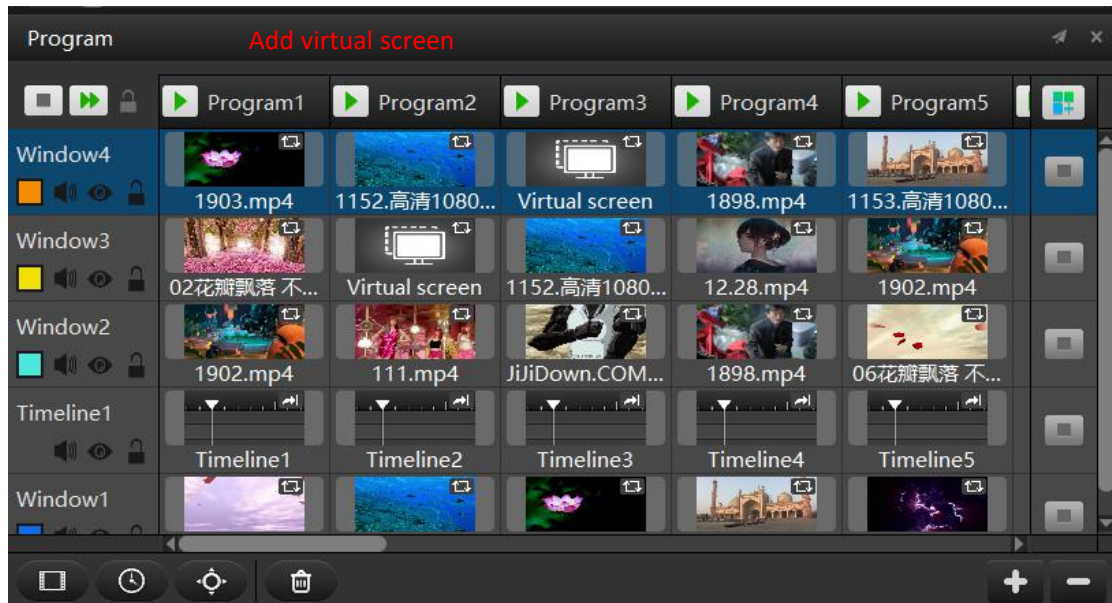 Program
Add virtual screen
Program1
Program2
Program3
Program4
Program5
Window4
1903.mp4
1152.高清1080...
Virtual screen
1898.mp4
1153.高清1080...
Window3
02花瓣飘落 不...
Virtual screen
1152.高清1080...
12.28.mp4
1902.mp4
Window2
1902.mp4
111.mp4
JiJiDown.COM...
1898.mp4
06花瓣飘落 不...
Timeline1
Timeline1
Timeline2
Timeline3
Timeline4
Timeline5
Window1